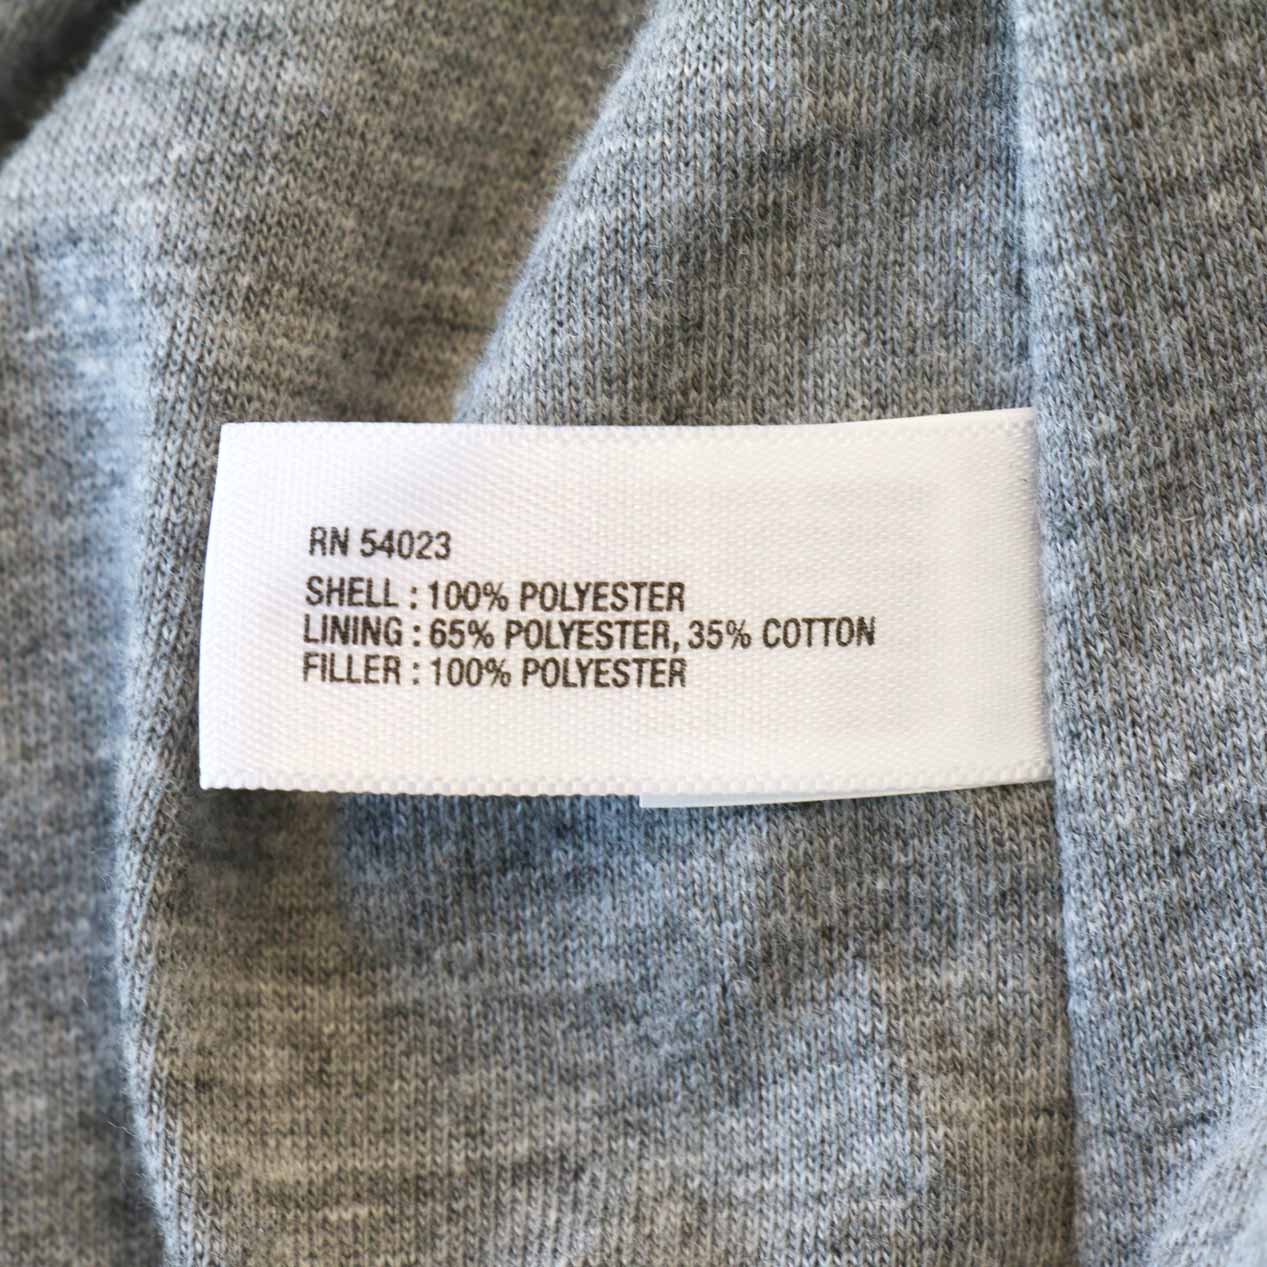 RN 54023
SHELL : 100% POLYESTER
LINING : 65% POLYESTER, 35% COTTON
FILLER : 100% POLYESTER